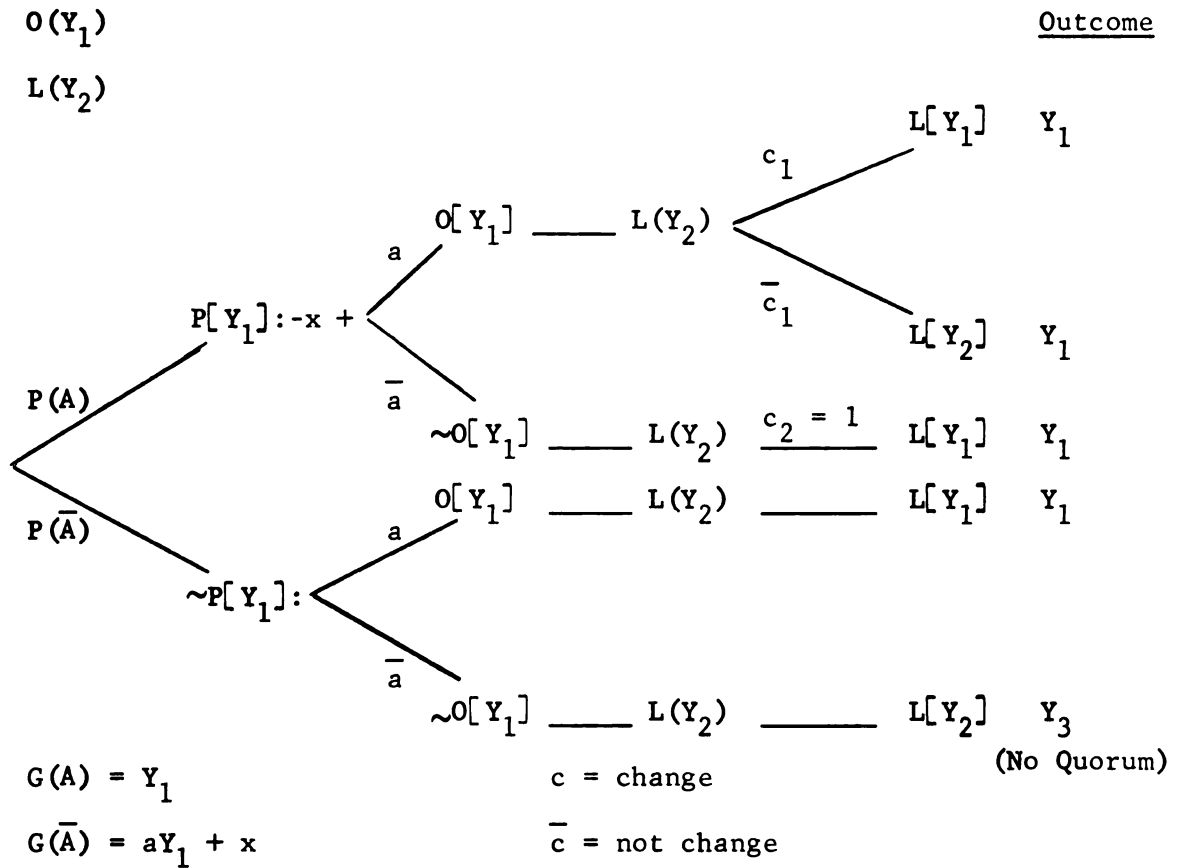 O(Y₁) Outcome
L(Y₂)
L[Y₁] Y₁
c₁
O[Y₁] L(Y₂)
a
c̄₁
P[Y₁]:-x +
L[Y₂] Y₁
ā
P(A)
~O[Y₁] L(Y₂) c₂ = 1 L[Y₁] Y₁
O[Y₁] L(Y₂) L[Y₁] Y₁
P(Ā)
a
~P[Y₁]:
ā
~O[Y₁] L(Y₂) L[Y₂] Y₃
(No Quorum)
G(A) = Y₁ c = change
G(Ā) = aY₁ + x c̄ = not change